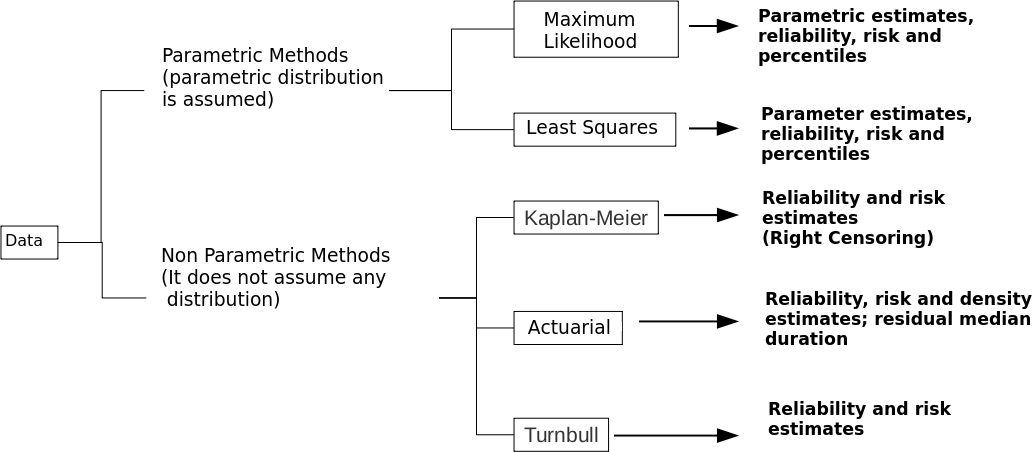 Data
Parametric Methods
(parametric distribution
is assumed)
Maximum
Likelihood
Parametric estimates,
reliability, risk and
percentiles
Least Squares
Parameter estimates,
reliability, risk and
percentiles
Non Parametric Methods
(It does not assume any
distribution)
Kaplan-Meier
Reliability and risk
estimates
(Right Censoring)
Actuarial
Reliability, risk and density
estimates; residual median
duration
Turnbull
Reliability and risk
estimates